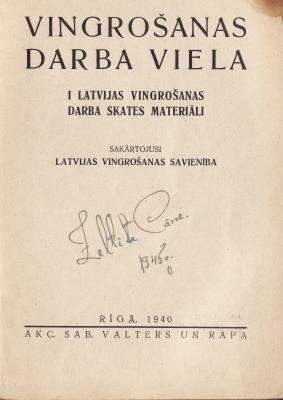 VINGROŠANAS
DARBA VIELA
I LATVIJAS VINGROŠANAS
DARBA SKATES MATERIĀLI
SAKĀRTOJUSI
LATVIJAS VINGROŠANAS SAVIENĪBA
RĪGĀ, 1940
AKC. SAB. VALTERS UN RAPA